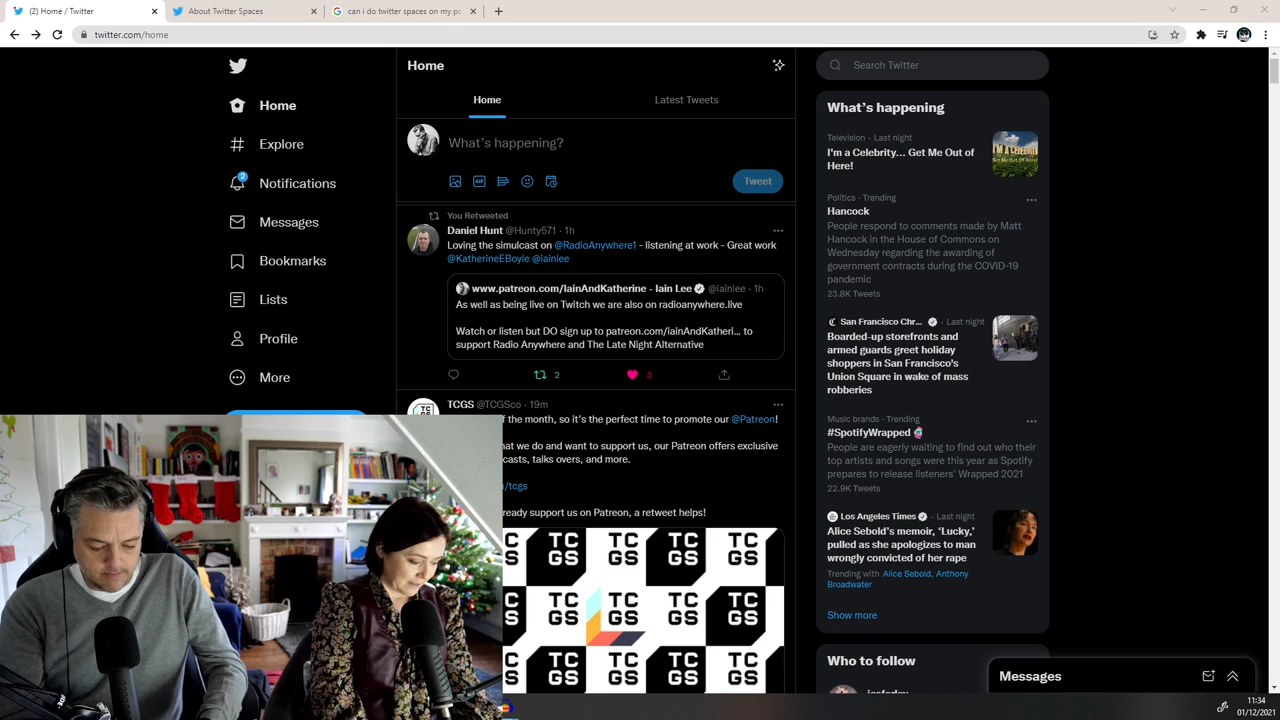 (2) Home / Twitter
About Twitter Spaces
can i do twitter spaces on my pc
twitter.com/home
Home
Explore
2
Notifications
Messages
Bookmarks
Lists
Profile
More
Home
Home
Latest Tweets
What's happening?
GIF
Tweet
You Retweeted
Daniel Hunt @Hunty571 · 1h
Loving the simulcast on @RadioAnywhere1 - listening at work - Great work
@KatherineEBoyle @iainlee
www.patreon.com/IainAndKatherine - Iain Lee @iainlee · 1h
As well as being live on Twitch we are also on radioanywhere.live
Watch or listen but DO sign up to patreon.com/iainAndKatheri... to
support Radio Anywhere and The Late Night Alternative
2
3
TCGS @TCGSco · 19m
f the month, so it's the perfect time to promote our @Patreon!
hat we do and want to support us, our Patreon offers exclusive
casts, talks overs, and more.
/tcgs
ready support us on Patreon, a retweet helps!
TC GS
Search Twitter
What's happening
Television · Last night
I'm a Celebrity... Get Me Out of
Here!
Politics · Trending
Hancock
People respond to comments made by Matt
Hancock in the House of Commons on
Wednesday regarding the awarding of
government contracts during the COVID-19
pandemic
23.8K Tweets
San Francisco Chr... · Last night
Boarded-up storefronts and
armed guards greet holiday
shoppers in San Francisco's
Union Square in wake of mass
robberies
Music brands · Trending
#SpotifyWrapped
People are eagerly waiting to find out who their
top artists and songs were this year as Spotify
prepares to release listeners' Wrapped 2021
22.9K Tweets
Los Angeles Times · Last night
Alice Sebold's memoir, 'Lucky,'
pulled as she apologizes to man
wrongly convicted of her rape
Trending with Alice Sebold, Anthony
Broadwater
Show more
Who to follow
Messages
11:34
01/12/2021